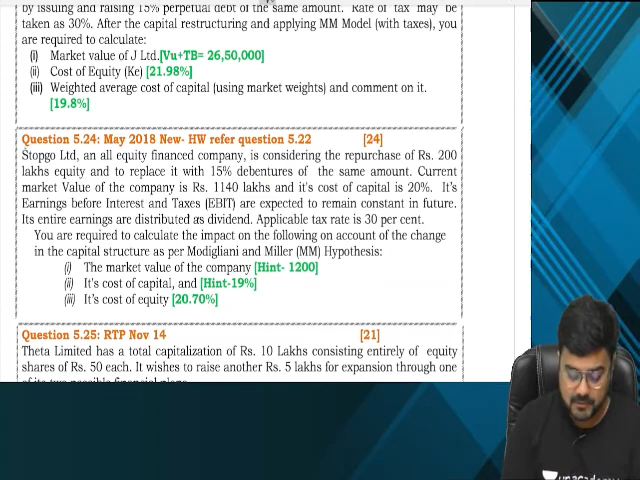 by issuing and raising 15% perpetual debt of the same amount. Rate of tax may be
taken as 30%. After the capital restructuring and applying MM Model (with taxes), you
are required to calculate:
(i) Market value of J Ltd.[Vu+TB= 26,50,000]
(ii) Cost of Equity (Ke) [21.98%]
(iii) Weighted average cost of capital (using market weights) and comment on it.
[19.8%]
Question 5.24: May 2018 New- HW refer question 5.22 [24]
Stopgo Ltd, an all equity financed company, is considering the repurchase of Rs. 200
lakhs equity and to replace it with 15% debentures of the same amount. Current
market Value of the company is Rs. 1140 lakhs and it's cost of capital is 20%. It's
Earnings before Interest and Taxes (EBIT) are expected to remain constant in future.
Its entire earnings are distributed as dividend. Applicable tax rate is 30 per cent.
You are required to calculate the impact on the following on account of the change
in the capital structure as per Modigliani and Miller (MM) Hypothesis:
(i) The market value of the company [Hint- 1200]
(ii) It's cost of capital, and [Hint-19%]
(iii) It's cost of equity [20.70%]
Question 5.25: RTP Nov 14 [21]
Theta Limited has a total capitalization of Rs. 10 Lakhs consisting entirely of equity
shares of Rs. 50 each. It wishes to raise another Rs. 5 lakhs for expansion through one
of its two possible financial plans
unacademy